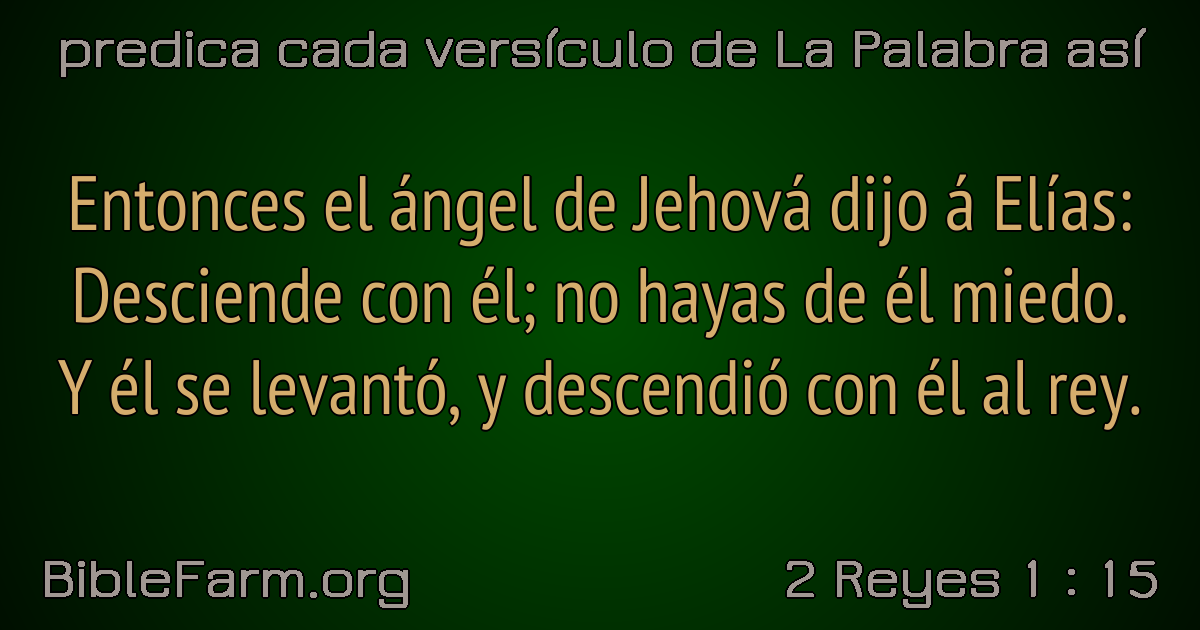 predica cada versículo de La Palabra así
Entonces el ángel de Jehová dijo á Elías:
Desciende con él; no hayas de él miedo.
Y él se levantó, y descendió con él al rey.
BibleFarm.org
2 Reyes 1 : 15